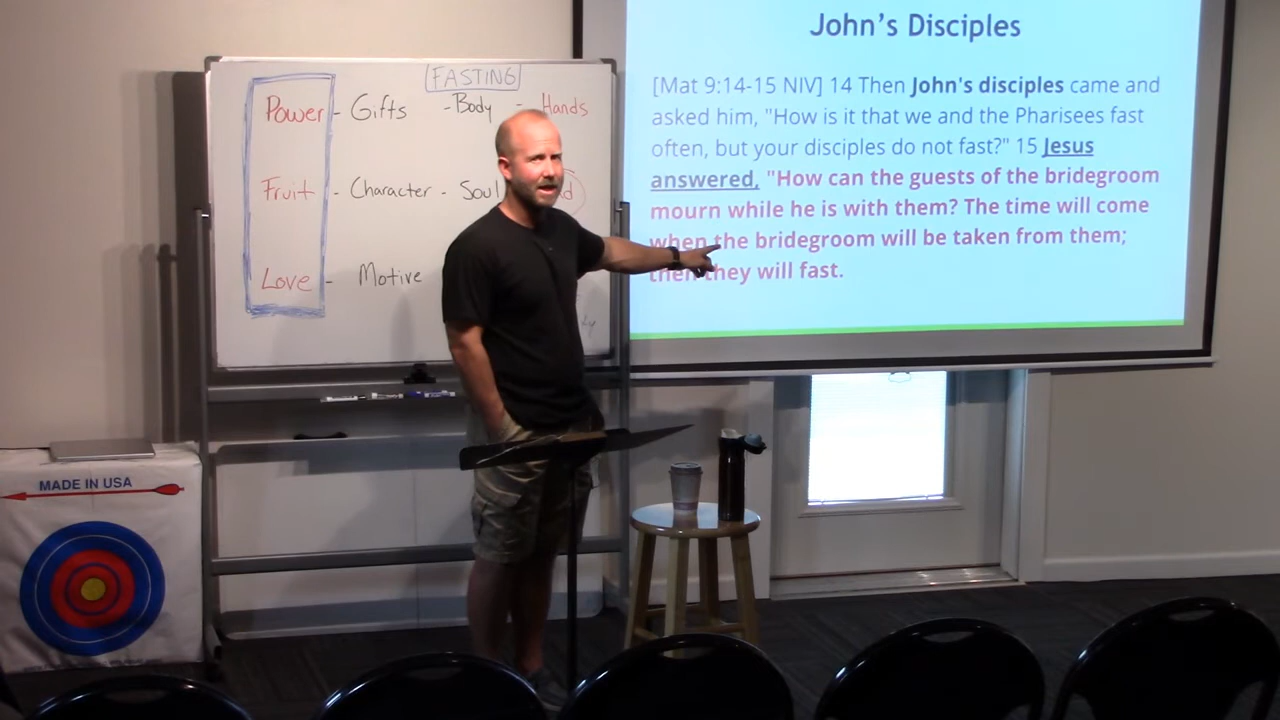 FASTING
Power - Gifts - Body - Hands
Fruit - Character - Soul
Love - Motive
MADE IN USA
John's Disciples
[Mat 9:14-15 NIV] 14 Then John's disciples came and
asked him, "How is it that we and the Pharisees fast
often, but your disciples do not fast?" 15 Jesus
answered, "How can the guests of the bridegroom
mourn while he is with them? The time will come
when the bridegroom will be taken from them;
then they will fast.